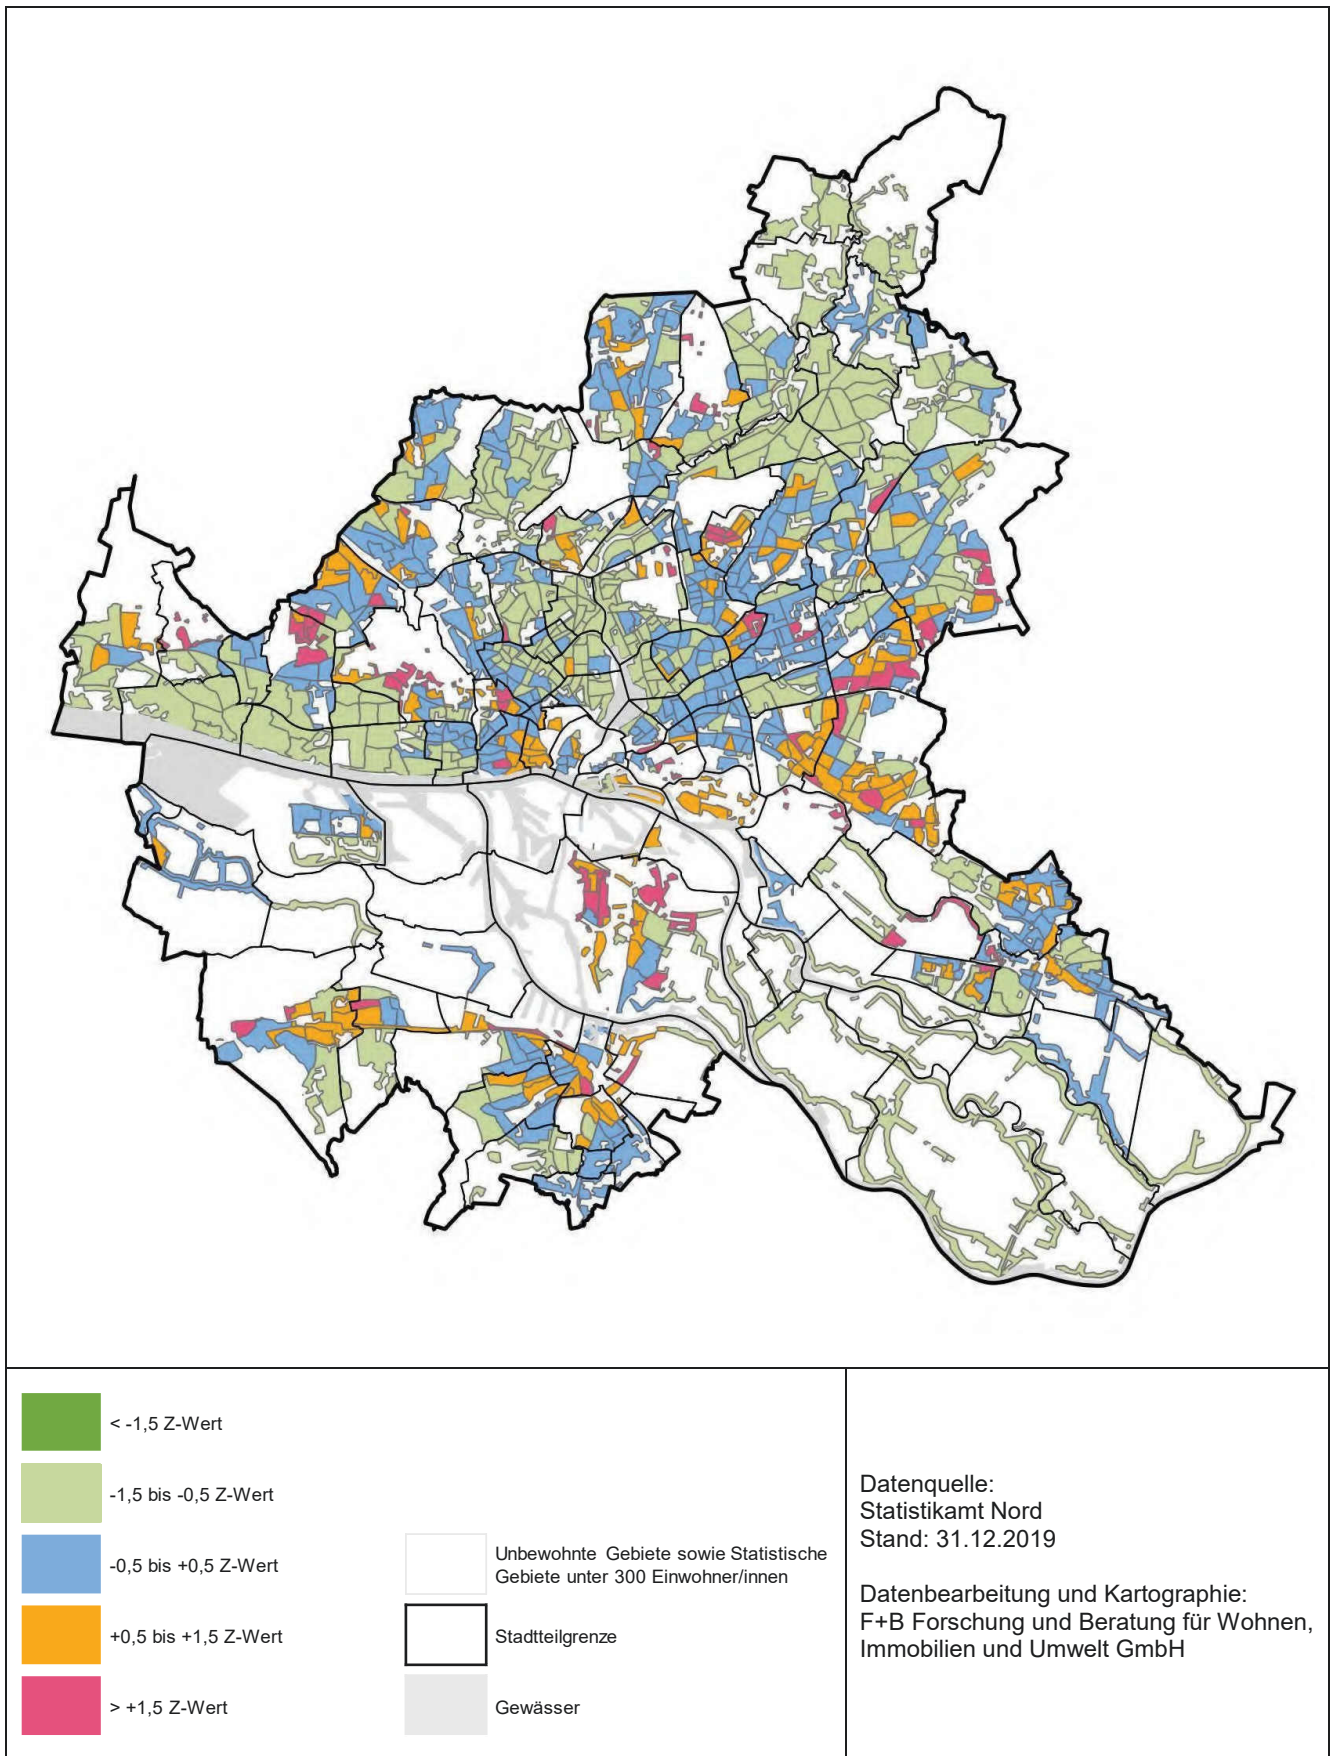 < -1,5 Z-Wert
-1,5 bis -0,5 Z-Wert
-0,5 bis +0,5 Z-Wert
+0,5 bis +1,5 Z-Wert
> +1,5 Z-Wert
Unbewohnte Gebiete sowie Statistische
Gebiete unter 300 Einwohner/innen
Stadtteilgrenze
Gewässer
Datenquelle:
Statistikamt Nord
Stand: 31.12.2019
Datenbearbeitung und Kartographie:
F+B Forschung und Beratung für Wohnen,
Immobilien und Umwelt GmbH